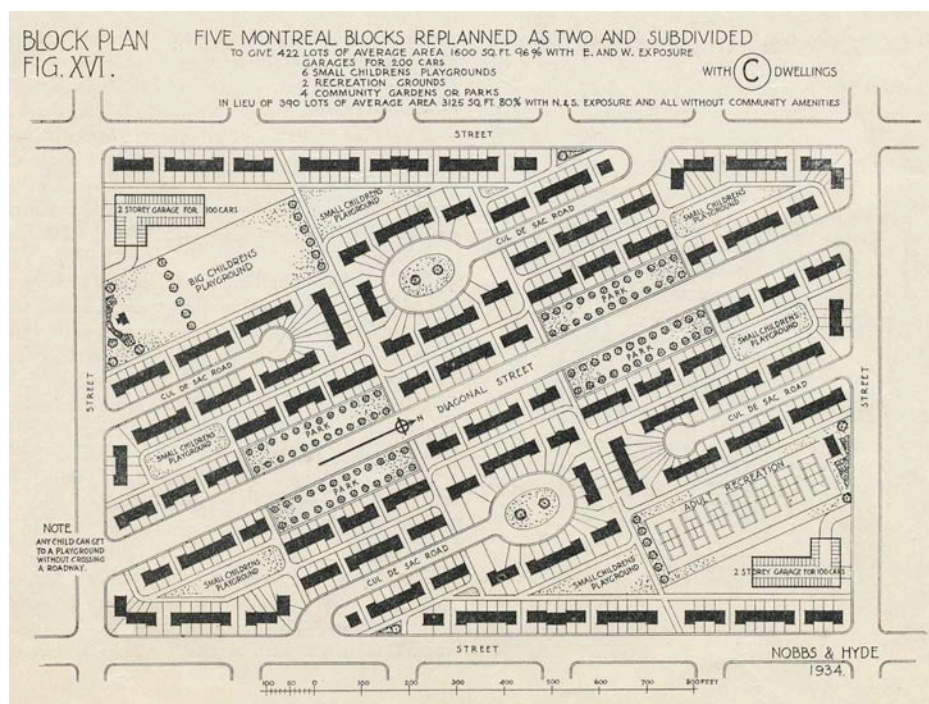 BLOCK PLAN
FIG. XVI.
FIVE MONTREAL BLOCKS REPLANNED AS TWO AND SUBDIVIDED
TO GIVE 422 LOTS OF AVERAGE AREA 1600 SQ. FT. 96% WITH E. AND W. EXPOSURE
GARAGES FOR 200 CARS
6 SMALL CHILDRENS PLAYGROUNDS
2 RECREATION GROUNDS
4 COMMUNITY GARDENS OR PARKS
WITH C DWELLINGS
IN LIEU OF 390 LOTS OF AVERAGE AREA 3125 SQ. FT. 80% WITH N.&S. EXPOSURE AND ALL WITHOUT COMMUNITY AMENITIES
STREET
2 STOREY GARAGE FOR 100 CARS
SMALL CHILDRENS
PLAYGROUND
CUL DE SAC ROAD
SMALL CHILDRENS
PLAYGROUND
BIG CHILDRENS
PLAYGROUND
PARK
SMALL CHILDRENS
PLAYGROUND
STREET
CUL DE SAC ROAD
PARK
DIAGONAL STREET
N
STREET
CUL DE SAC ROAD
PARK
SMALL CHILDRENS
PLAYGROUND
PARK
ADULT RECREATION
NOTE
ANY CHILD CAN GET
TO A PLAYGROUND
WITHOUT CROSSING
A ROADWAY.
SMALL CHILDRENS
PLAYGROUND
CUL DE SAC ROAD
SMALL CHILDRENS
PLAYGROUND
2 STOREY GARAGE FOR 100 CARS
STREET
NOBBS & HYDE
1934.
100 50 0 100 200 300 400 500 600 700 800 FEET